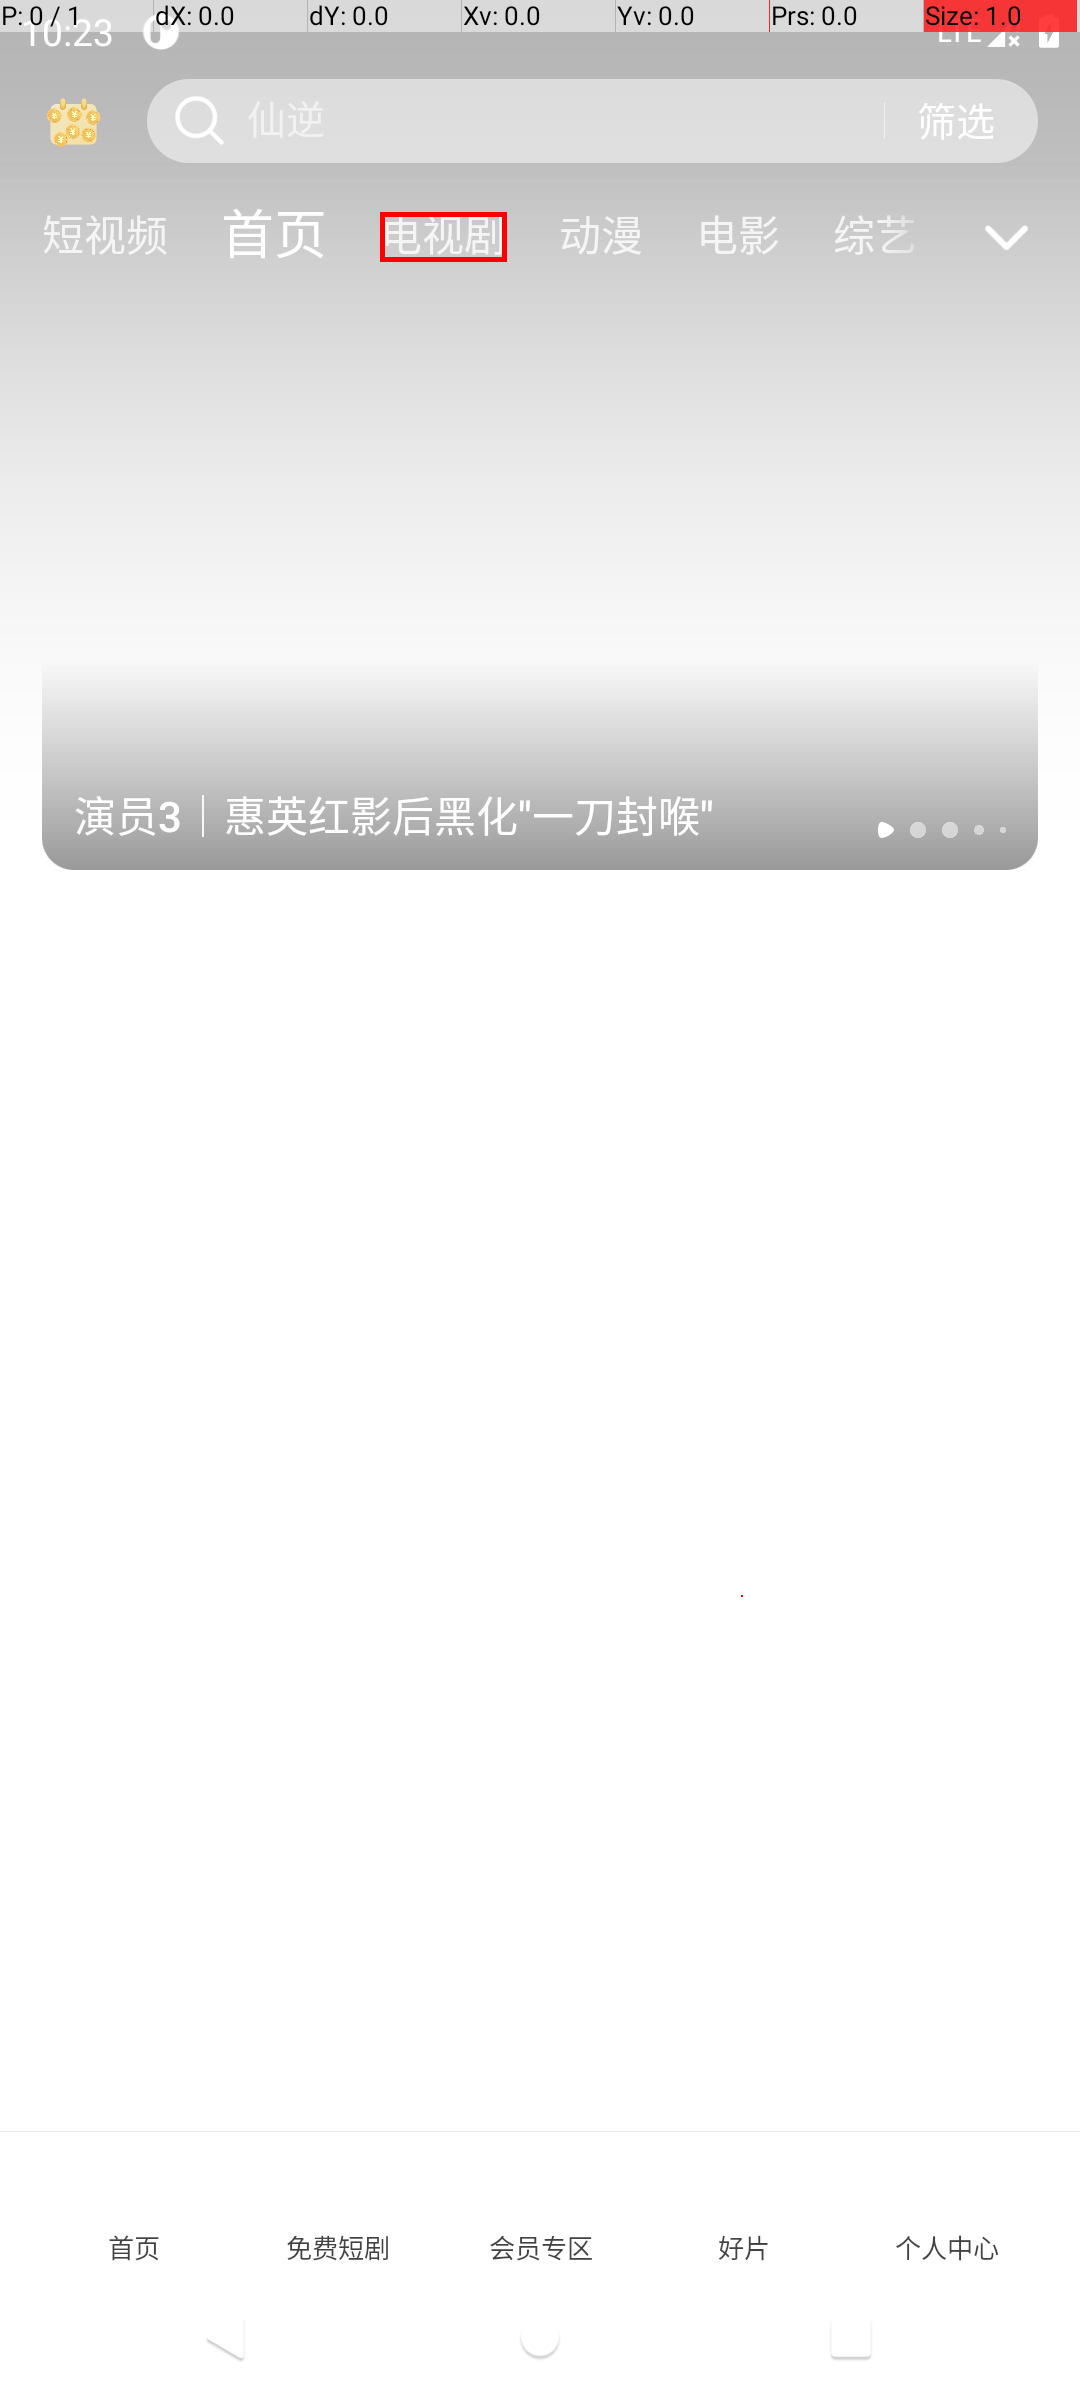 P: 0 / 1 dX: 0.0 dY: 0.0 Xv: 0.0 Yv: 0.0 Prs: 0.0 Size: 1.0
10:23 LTE
仙逆 筛选
短视频 首页 电视剧 动漫 电影 综艺
演员3 | 惠英红影后黑化"一刀封喉"
首页 免费短剧 会员专区 好片 个人中心